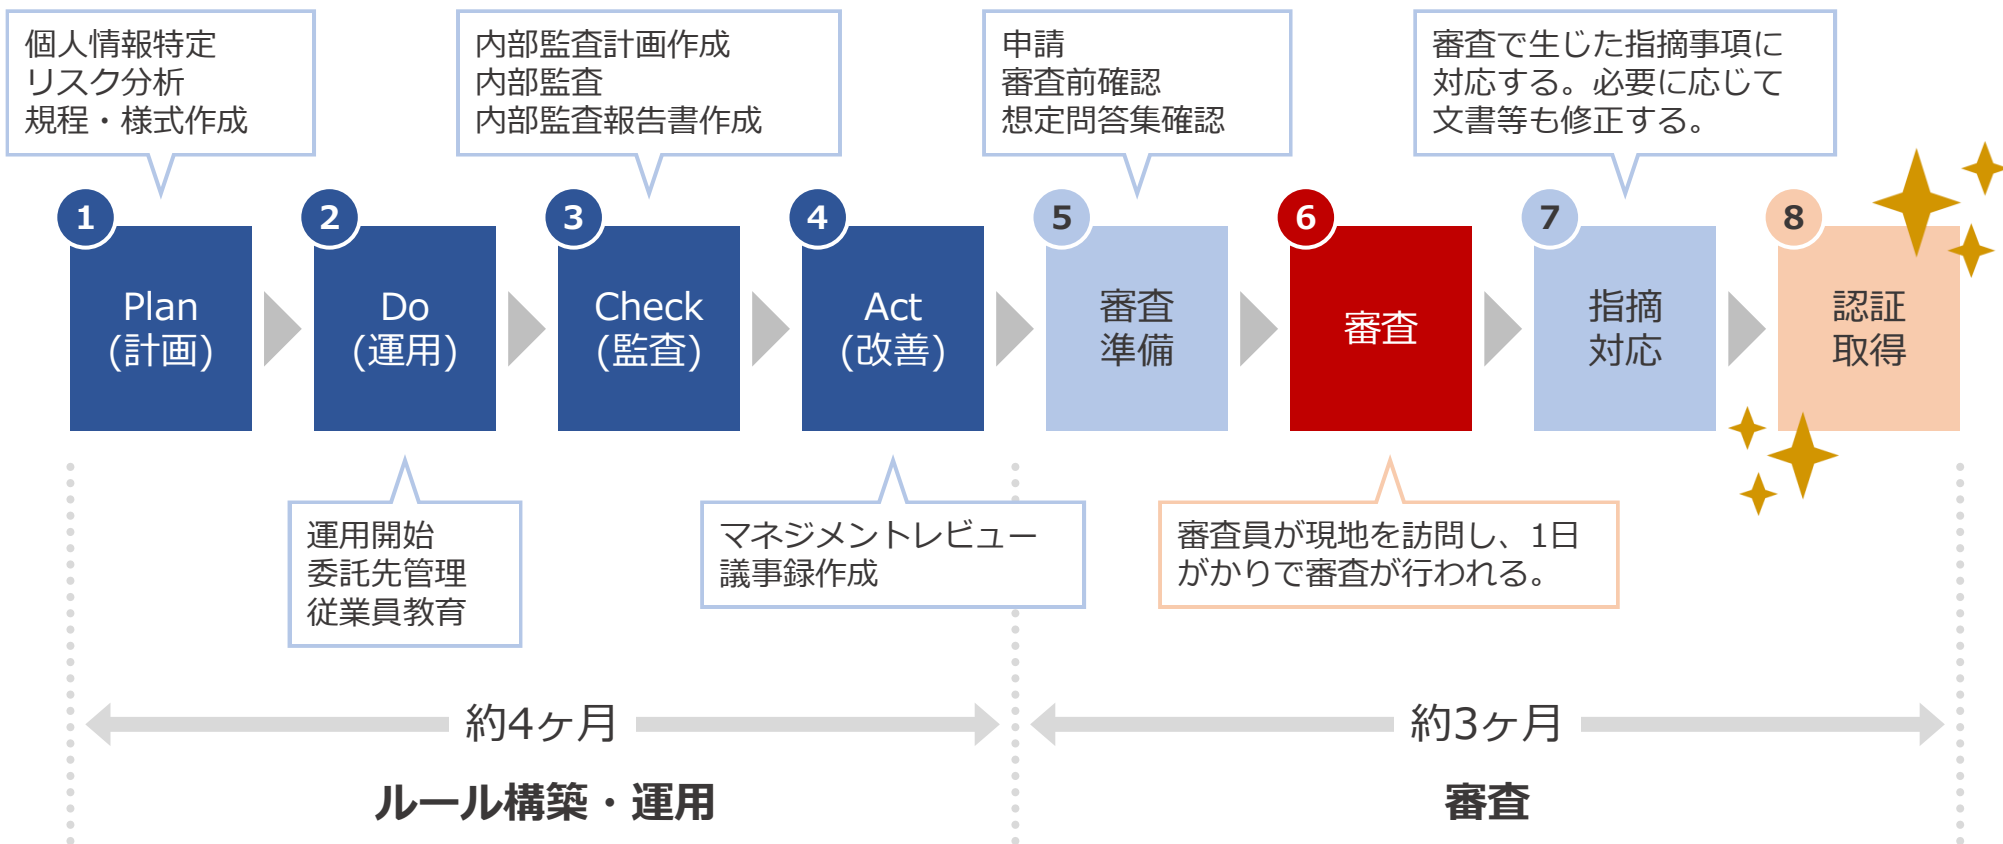 個人情報特定
リスク分析
規程・様式作成
内部監査計画作成
内部監査
内部監査報告書作成
申請
審査前確認
想定問答集確認
審査で生じた指摘事項に
対応する。必要に応じて
文書等も修正する。
1
Plan
(計画)
2
Do
(運用)
3
Check
(監査)
4
Act
(改善)
5
審査
準備
6
審査
7
指摘
対応
8
認証
取得
運用開始
委託先管理
従業員教育
マネジメントレビュー
議事録作成
審査員が現地を訪問し、1日
がかりで審査が行われる。
約4ヶ月
約3ヶ月
ルール構築・運用
審査